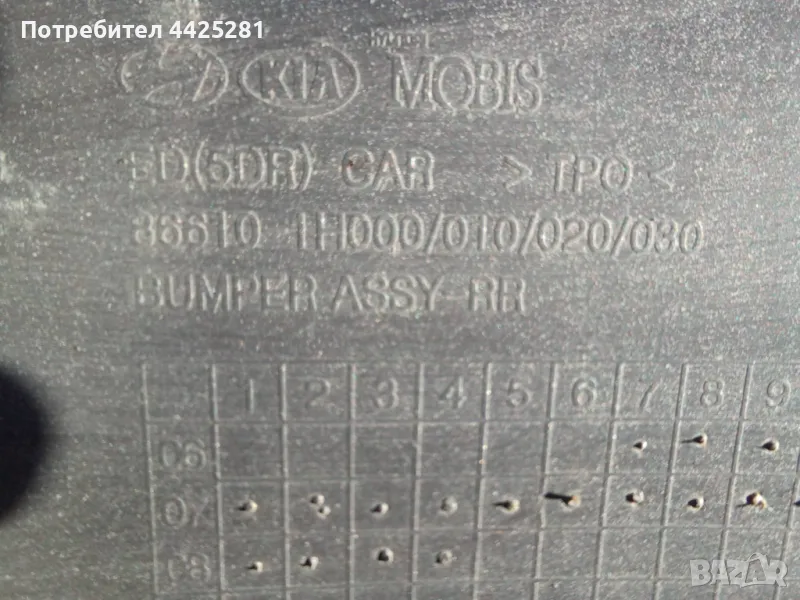 Потребител 4425281
KIA MOBIS
ED(5DR) CAR >TPO<
86610-1H000/010/020/030
BUMPER ASSY-RR
1 2 3 4 5 6 7 8 9
06
07
08
BAZAR